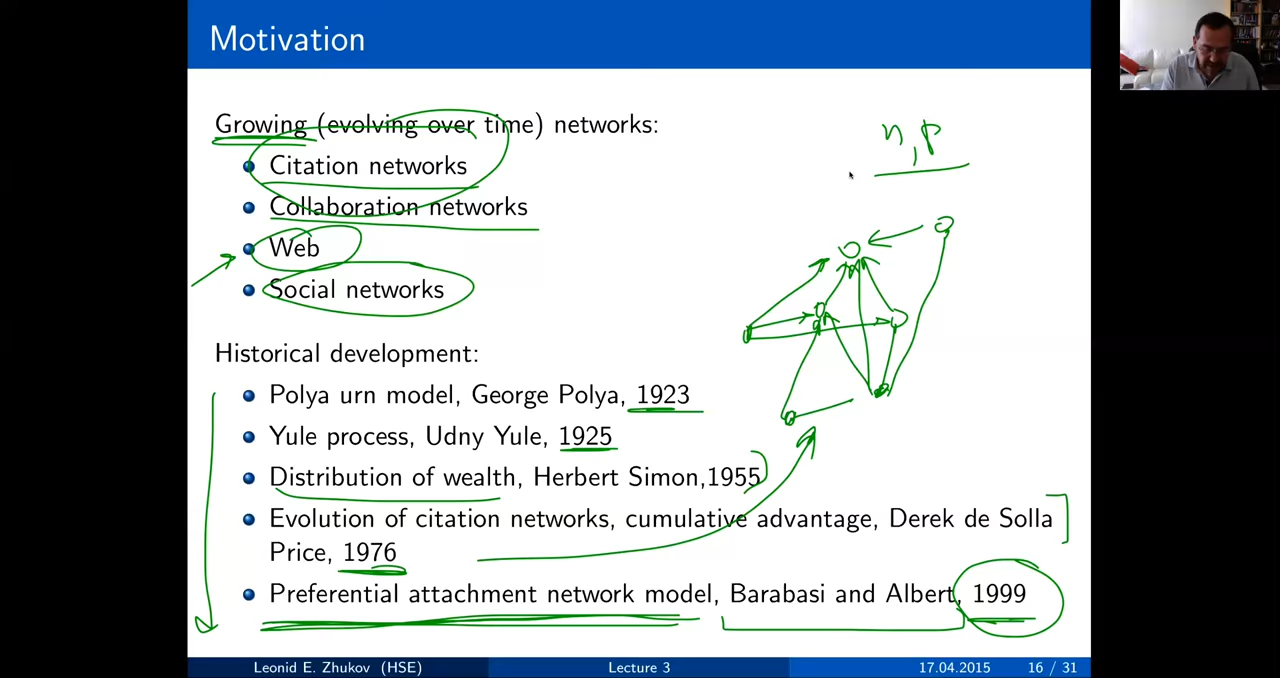 Motivation
Growing (evolving over time) networks:
Citation networks
Collaboration networks
Web
Social networks
n, p
Historical development:
Polya urn model, George Polya, 1923
Yule process, Udny Yule, 1925
Distribution of wealth, Herbert Simon,1955
Evolution of citation networks, cumulative advantage, Derek de Solla
Price, 1976
Preferential attachment network model, Barabasi and Albert, 1999
Leonid E. Zhukov (HSE) Lecture 3 17.04.2015 16 / 31